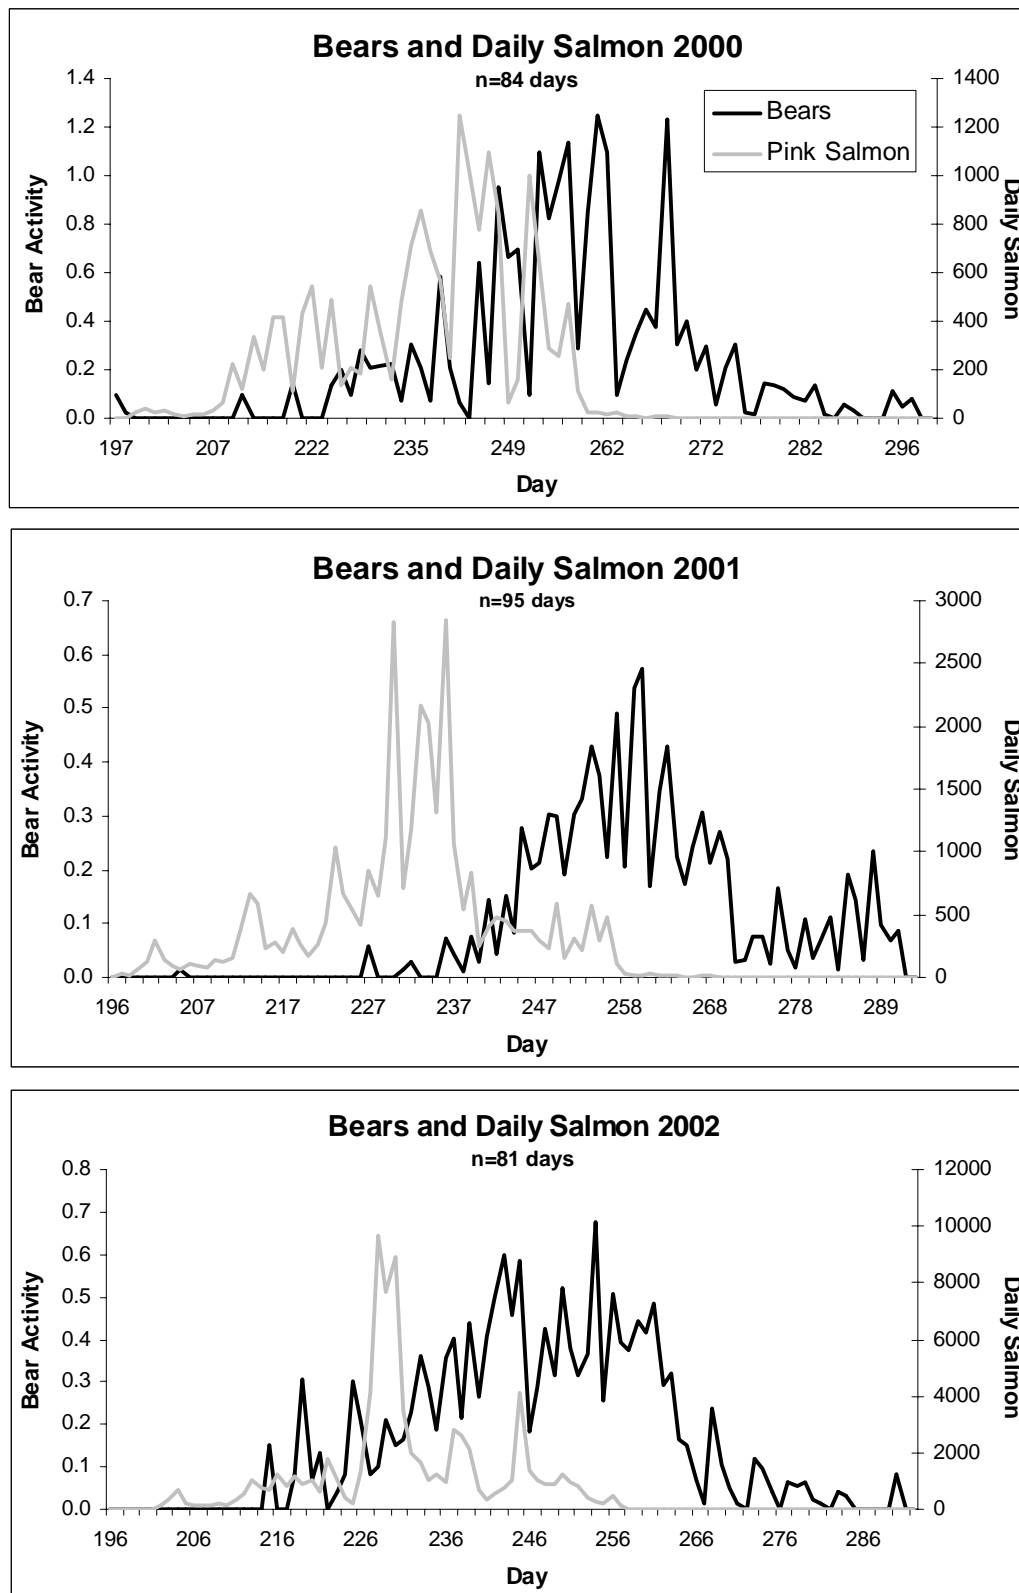 Bears and Daily Salmon 2000
n=84 days
1.4
1.2
1.0
0.8
0.6
0.4
0.2
0.0
Bear Activity
1400
1200
1000
800
600
400
200
0
Daily Salmon
Bears
Pink Salmon
197 207 222 235 249 262 272 282 296
Day
Bears and Daily Salmon 2001
n=95 days
0.7
0.6
0.5
0.4
0.3
0.2
0.1
0.0
Bear Activity
3000
2500
2000
1500
1000
500
0
Daily Salmon
196 207 217 227 237 247 258 268 278 289
Day
Bears and Daily Salmon 2002
n=81 days
0.8
0.7
0.6
0.5
0.4
0.3
0.2
0.1
0.0
Bear Activity
12000
10000
8000
6000
4000
2000
0
Daily Salmon
196 206 216 226 236 246 256 266 276 286
Day